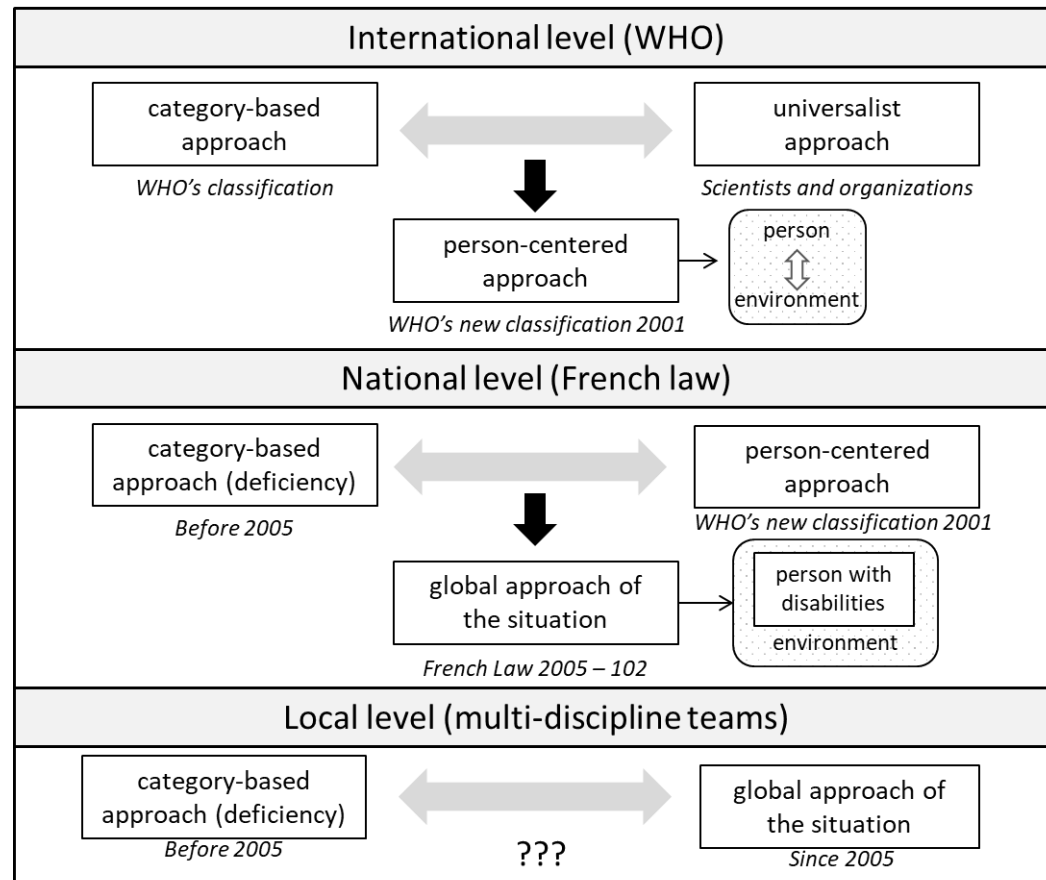 International level (WHO)
category-based
approach
universalist
approach
WHO's classification
Scientists and organizations
person-centered
approach
WHO's new classification 2001
person
environment
National level (French law)
category-based
approach (deficiency)
Before 2005
person-centered
approach
WHO's new classification 2001
global approach of
the situation
French Law 2005 – 102
person with
disabilities
environment
Local level (multi-discipline teams)
category-based
approach (deficiency)
Before 2005
???
global approach of
the situation
Since 2005